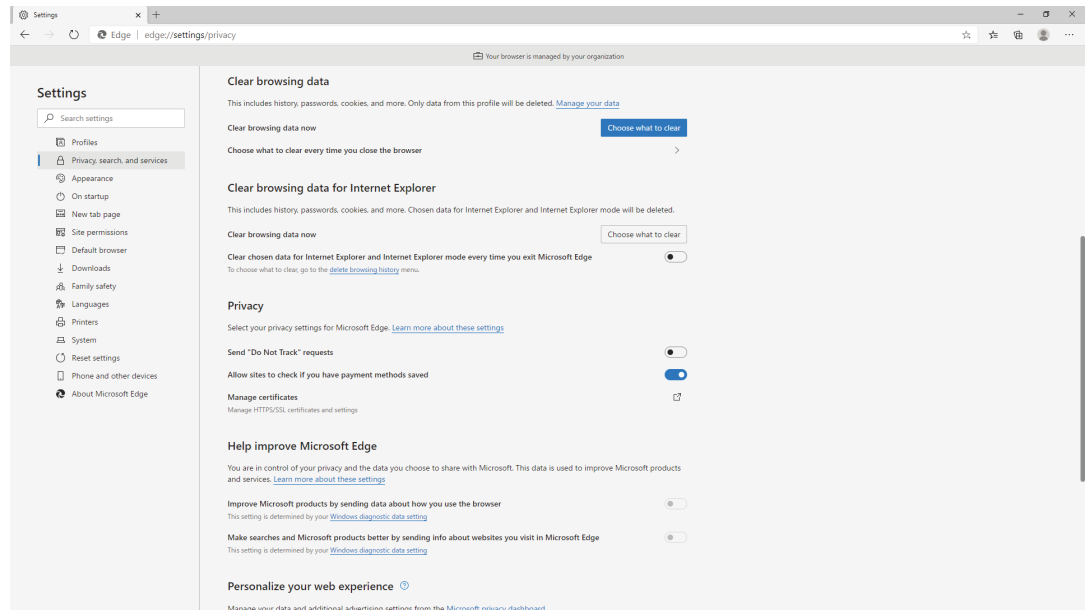 Settings
Edge | edge://settings/privacy
Your browser is managed by your organization
Settings
Search settings
Profiles
Privacy, search, and services
Appearance
On startup
New tab page
Site permissions
Default browser
Downloads
Family safety
Languages
Printers
System
Reset settings
Phone and other devices
About Microsoft Edge
Clear browsing data
This includes history, passwords, cookies, and more. Only data from this profile will be deleted. Manage your data
Clear browsing data now Choose what to clear
Choose what to clear every time you close the browser
Clear browsing data for Internet Explorer
This includes history, passwords, cookies, and more. Chosen data for Internet Explorer and Internet Explorer mode will be deleted.
Clear browsing data now Choose what to clear
Clear chosen data for Internet Explorer and Internet Explorer mode every time you exit Microsoft Edge
To choose what to clear, go to the delete browsing history menu.
Privacy
Select your privacy settings for Microsoft Edge. Learn more about these settings
Send "Do Not Track" requests
Allow sites to check if you have payment methods saved
Manage certificates
Manage HTTPS/SSL certificates and settings
Help improve Microsoft Edge
You are in control of your privacy and the data you choose to share with Microsoft. This data is used to improve Microsoft products
and services. Learn more about these settings
Improve Microsoft products by sending data about how you use the browser
This setting is determined by your Windows diagnostic data setting
Make searches and Microsoft products better by sending info about websites you visit in Microsoft Edge
This setting is determined by your Windows diagnostic data setting
Personalize your web experience
Manage your data and additional advertising settings from the Microsoft privacy dashboard